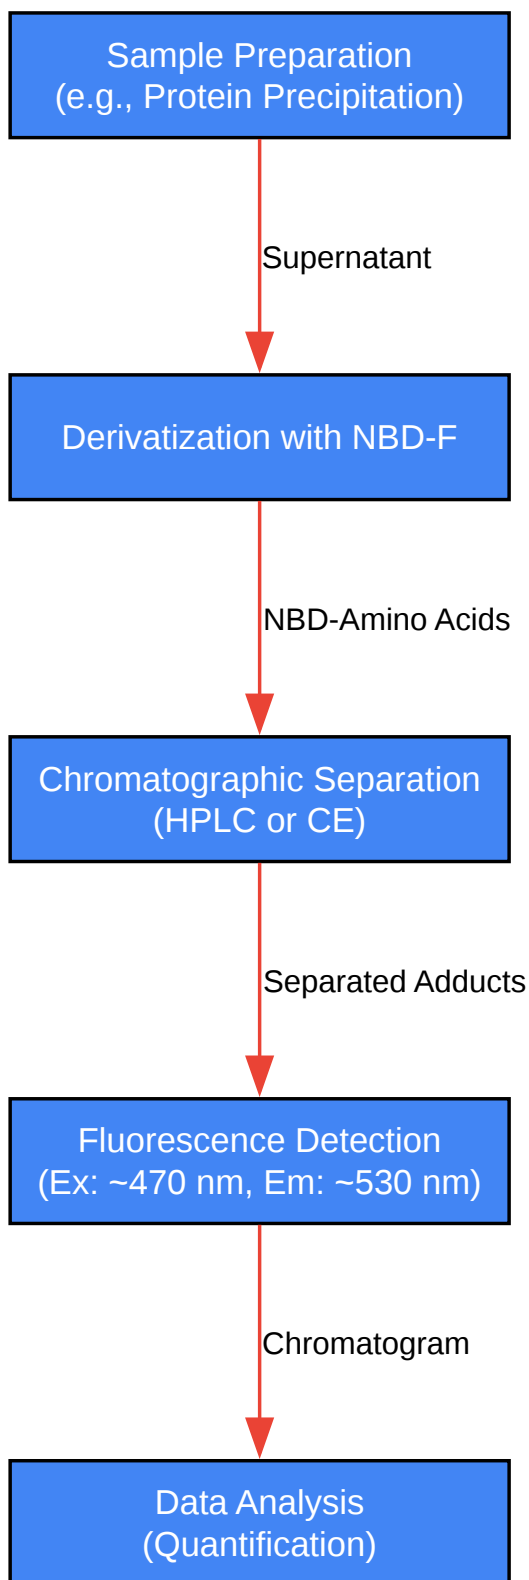 Sample Preparation
(e.g., Protein Precipitation)
Supernatant
Derivatization with NBD-F
NBD-Amino Acids
Chromatographic Separation
(HPLC or CE)
Separated Adducts
Fluorescence Detection
(Ex: ~470 nm, Em: ~530 nm)
Chromatogram
Data Analysis
(Quantification)